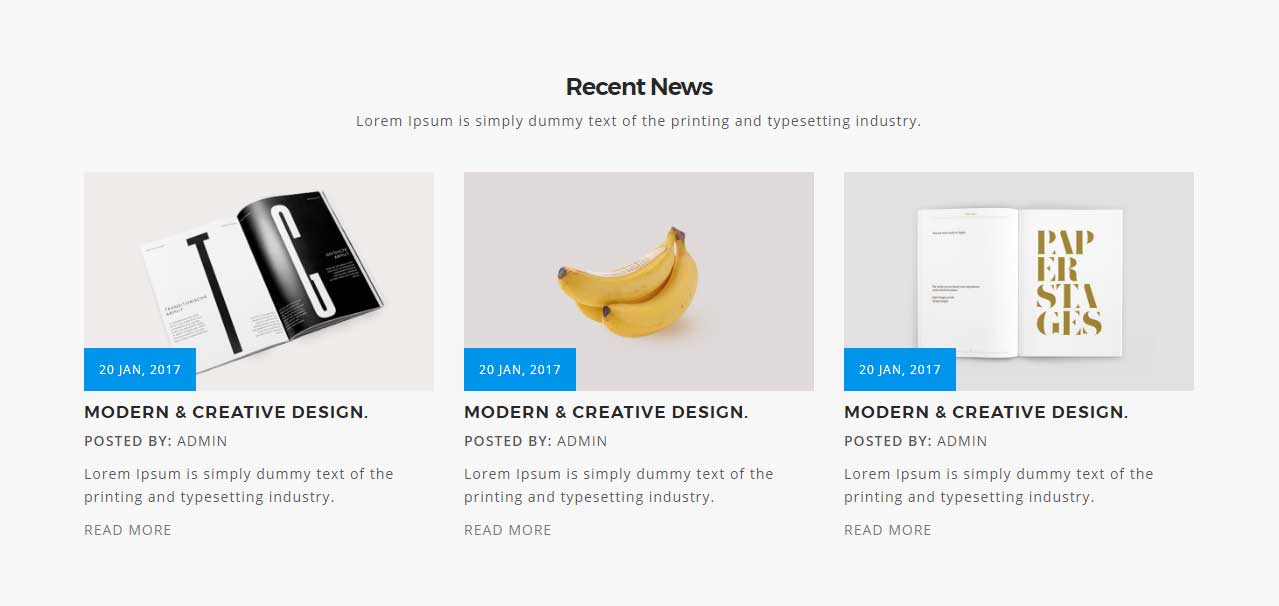 Recent News
Lorem Ipsum is simply dummy text of the printing and typesetting industry.
T
G
TRANSITORISCHE
PAP
ER
STA
GES
20 JAN, 2017
20 JAN, 2017
20 JAN, 2017
MODERN & CREATIVE DESIGN.
POSTED BY: ADMIN
Lorem Ipsum is simply dummy text of the
printing and typesetting industry.
READ MORE
MODERN & CREATIVE DESIGN.
POSTED BY: ADMIN
Lorem Ipsum is simply dummy text of the
printing and typesetting industry.
READ MORE
MODERN & CREATIVE DESIGN.
POSTED BY: ADMIN
Lorem Ipsum is simply dummy text of the
printing and typesetting industry.
READ MORE